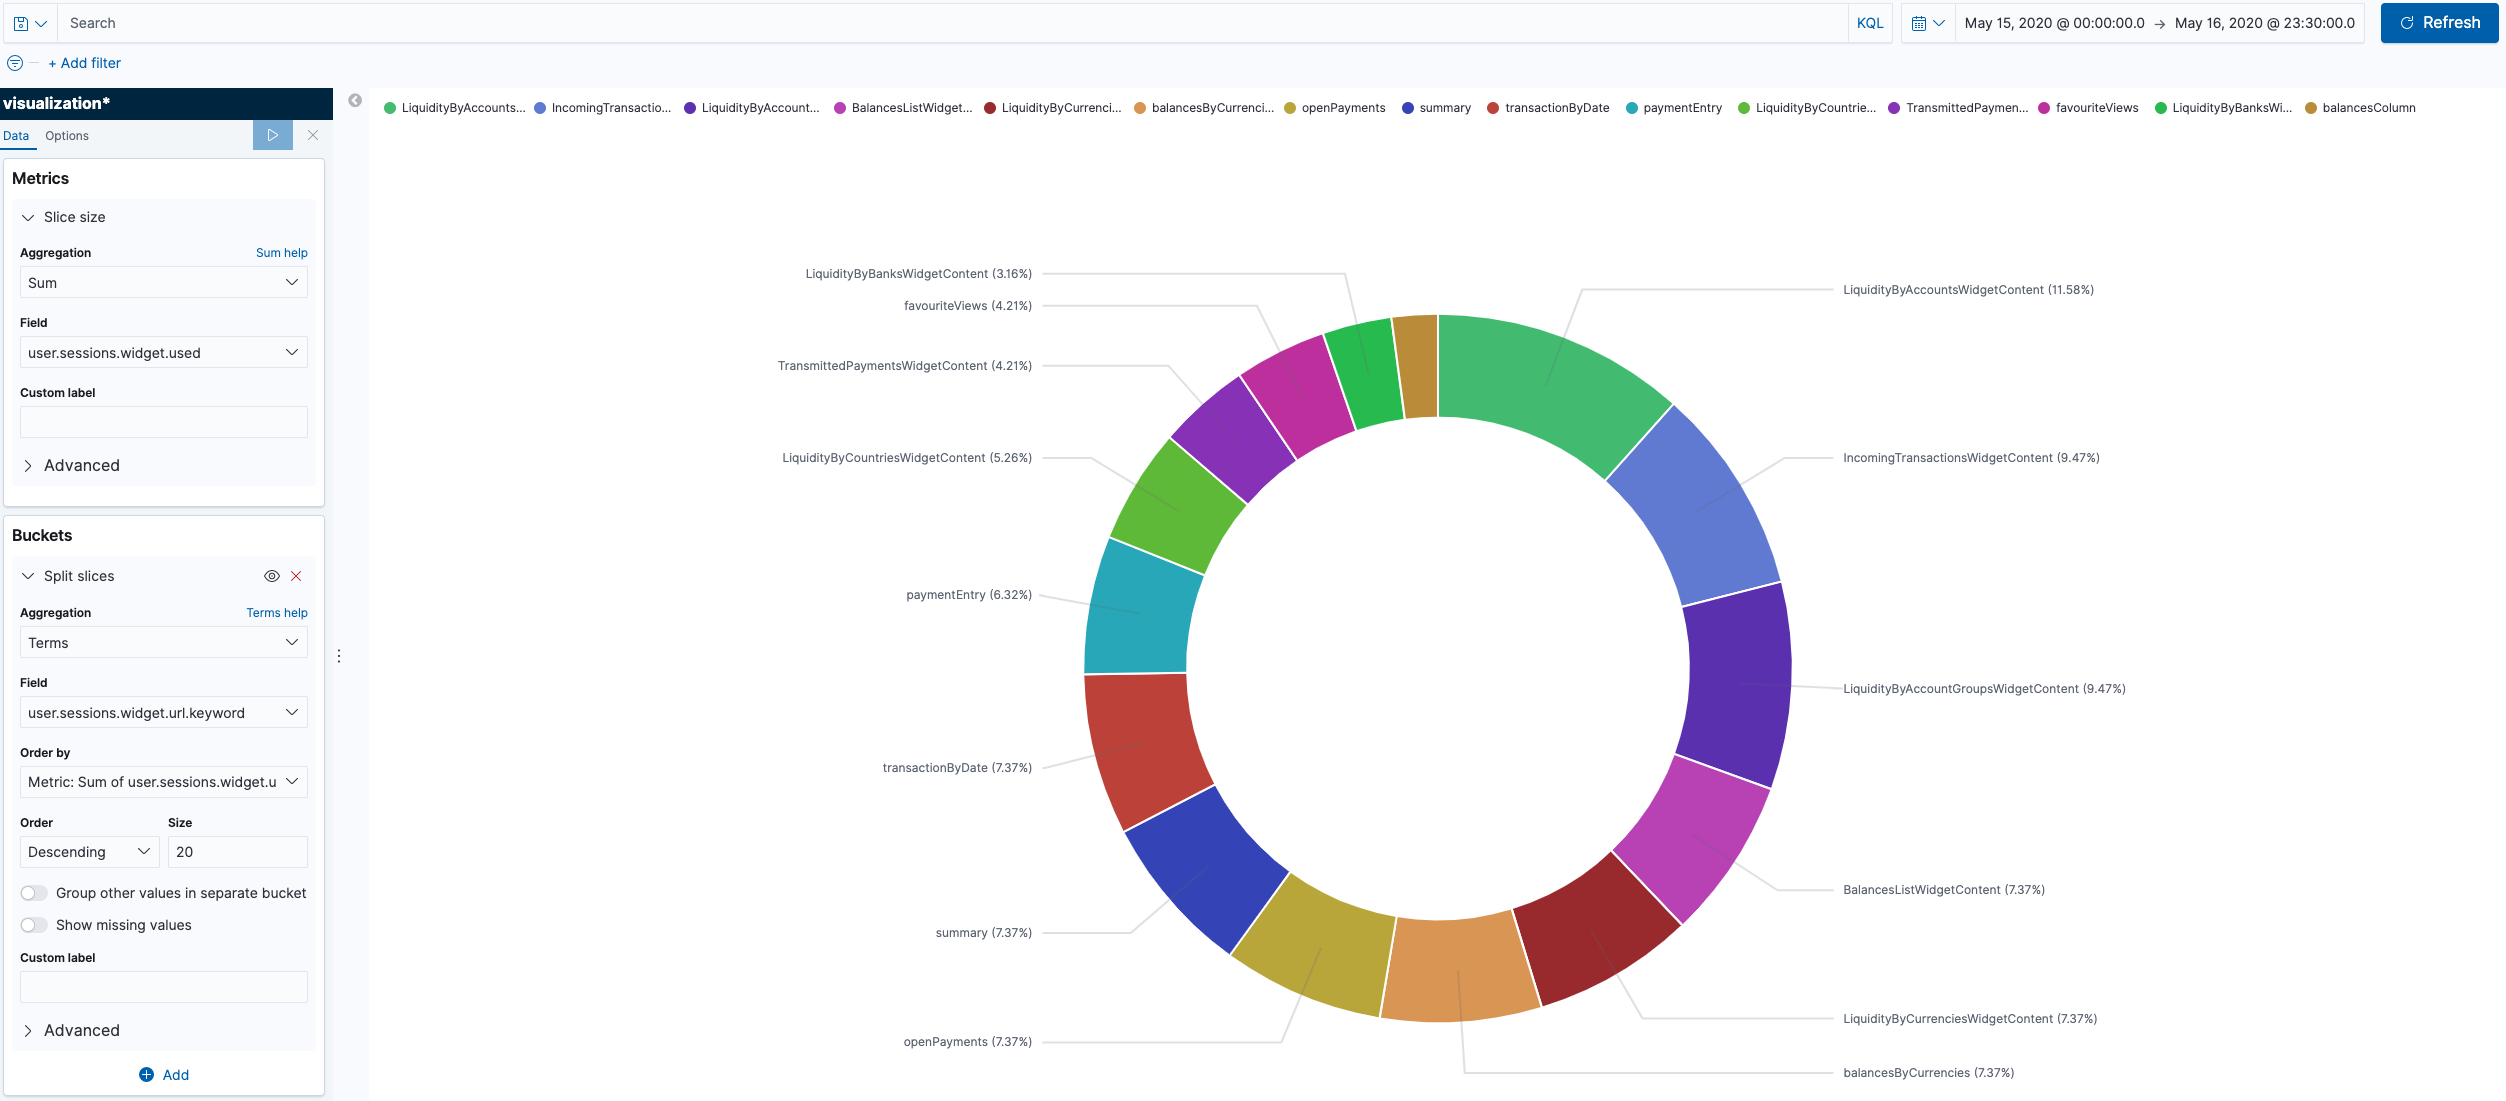 Search
KQL
May 15, 2020 @ 00:00:00.0 → May 16, 2020 @ 23:30:00.0
Refresh
+ Add filter
visualization*
Data Options
Metrics
Slice size
Aggregation Sum help
Sum
Field
user.sessions.widget.used
Custom label
Advanced
Buckets
Split slices
Aggregation Terms help
Terms
Field
user.sessions.widget.url.keyword
Order by
Metric: Sum of user.sessions.widget.u
Order Size
Descending 20
Group other values in separate bucket
Show missing values
Custom label
Advanced
Add
LiquidityByAccounts... IncomingTransactio... LiquidityByAccount... BalancesListWidget... LiquidityByCurrenci... balancesByCurrenci... openPayments summary transactionByDate paymentEntry LiquidityByCountrie... TransmittedPaymen... favouriteViews LiquidityByBanksWi... balancesColumn
LiquidityByBanksWidgetContent (3.16%)
LiquidityByAccountsWidgetContent (11.58%)
favouriteViews (4.21%)
TransmittedPaymentsWidgetContent (4.21%)
LiquidityByCountriesWidgetContent (5.26%)
IncomingTransactionsWidgetContent (9.47%)
paymentEntry (6.32%)
LiquidityByAccountGroupsWidgetContent (9.47%)
transactionByDate (7.37%)
BalancesListWidgetContent (7.37%)
summary (7.37%)
LiquidityByCurrenciesWidgetContent (7.37%)
openPayments (7.37%)
balancesByCurrencies (7.37%)